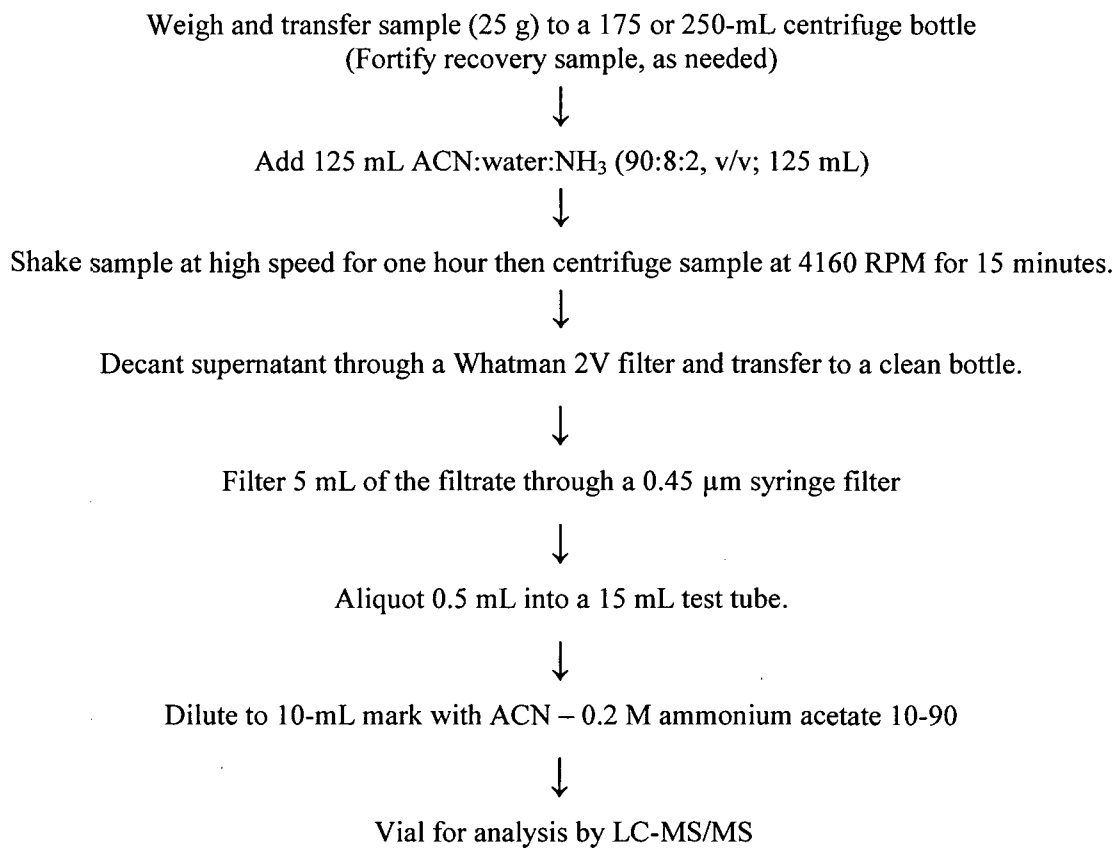 Weigh and transfer sample (25 g) to a 175 or 250-mL centrifuge bottle
(Fortify recovery sample, as needed)
↓
Add 125 mL ACN:water:NH₃ (90:8:2, v/v; 125 mL)
↓
Shake sample at high speed for one hour then centrifuge sample at 4160 RPM for 15 minutes.
↓
Decant supernatant through a Whatman 2V filter and transfer to a clean bottle.
↓
Filter 5 mL of the filtrate through a 0.45 μm syringe filter
↓
Aliquot 0.5 mL into a 15 mL test tube.
↓
Dilute to 10-mL mark with ACN – 0.2 M ammonium acetate 10-90
↓
Vial for analysis by LC-MS/MS